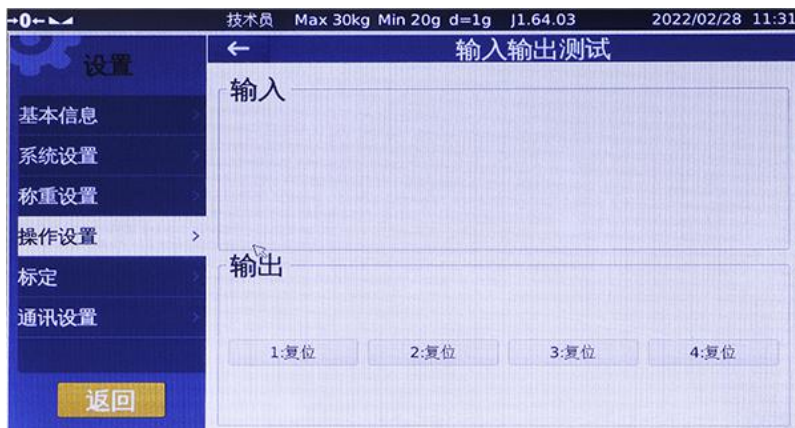 →0← 技术员 Max 30kg Min 20g d=1g J1.64.03 2022/02/28 11:31
设置
← 输入输出测试
基本信息
系统设置
称重设置
操作设置 >
标定
通讯设置
返回
输入
输出
1:复位 2:复位 3:复位 4:复位